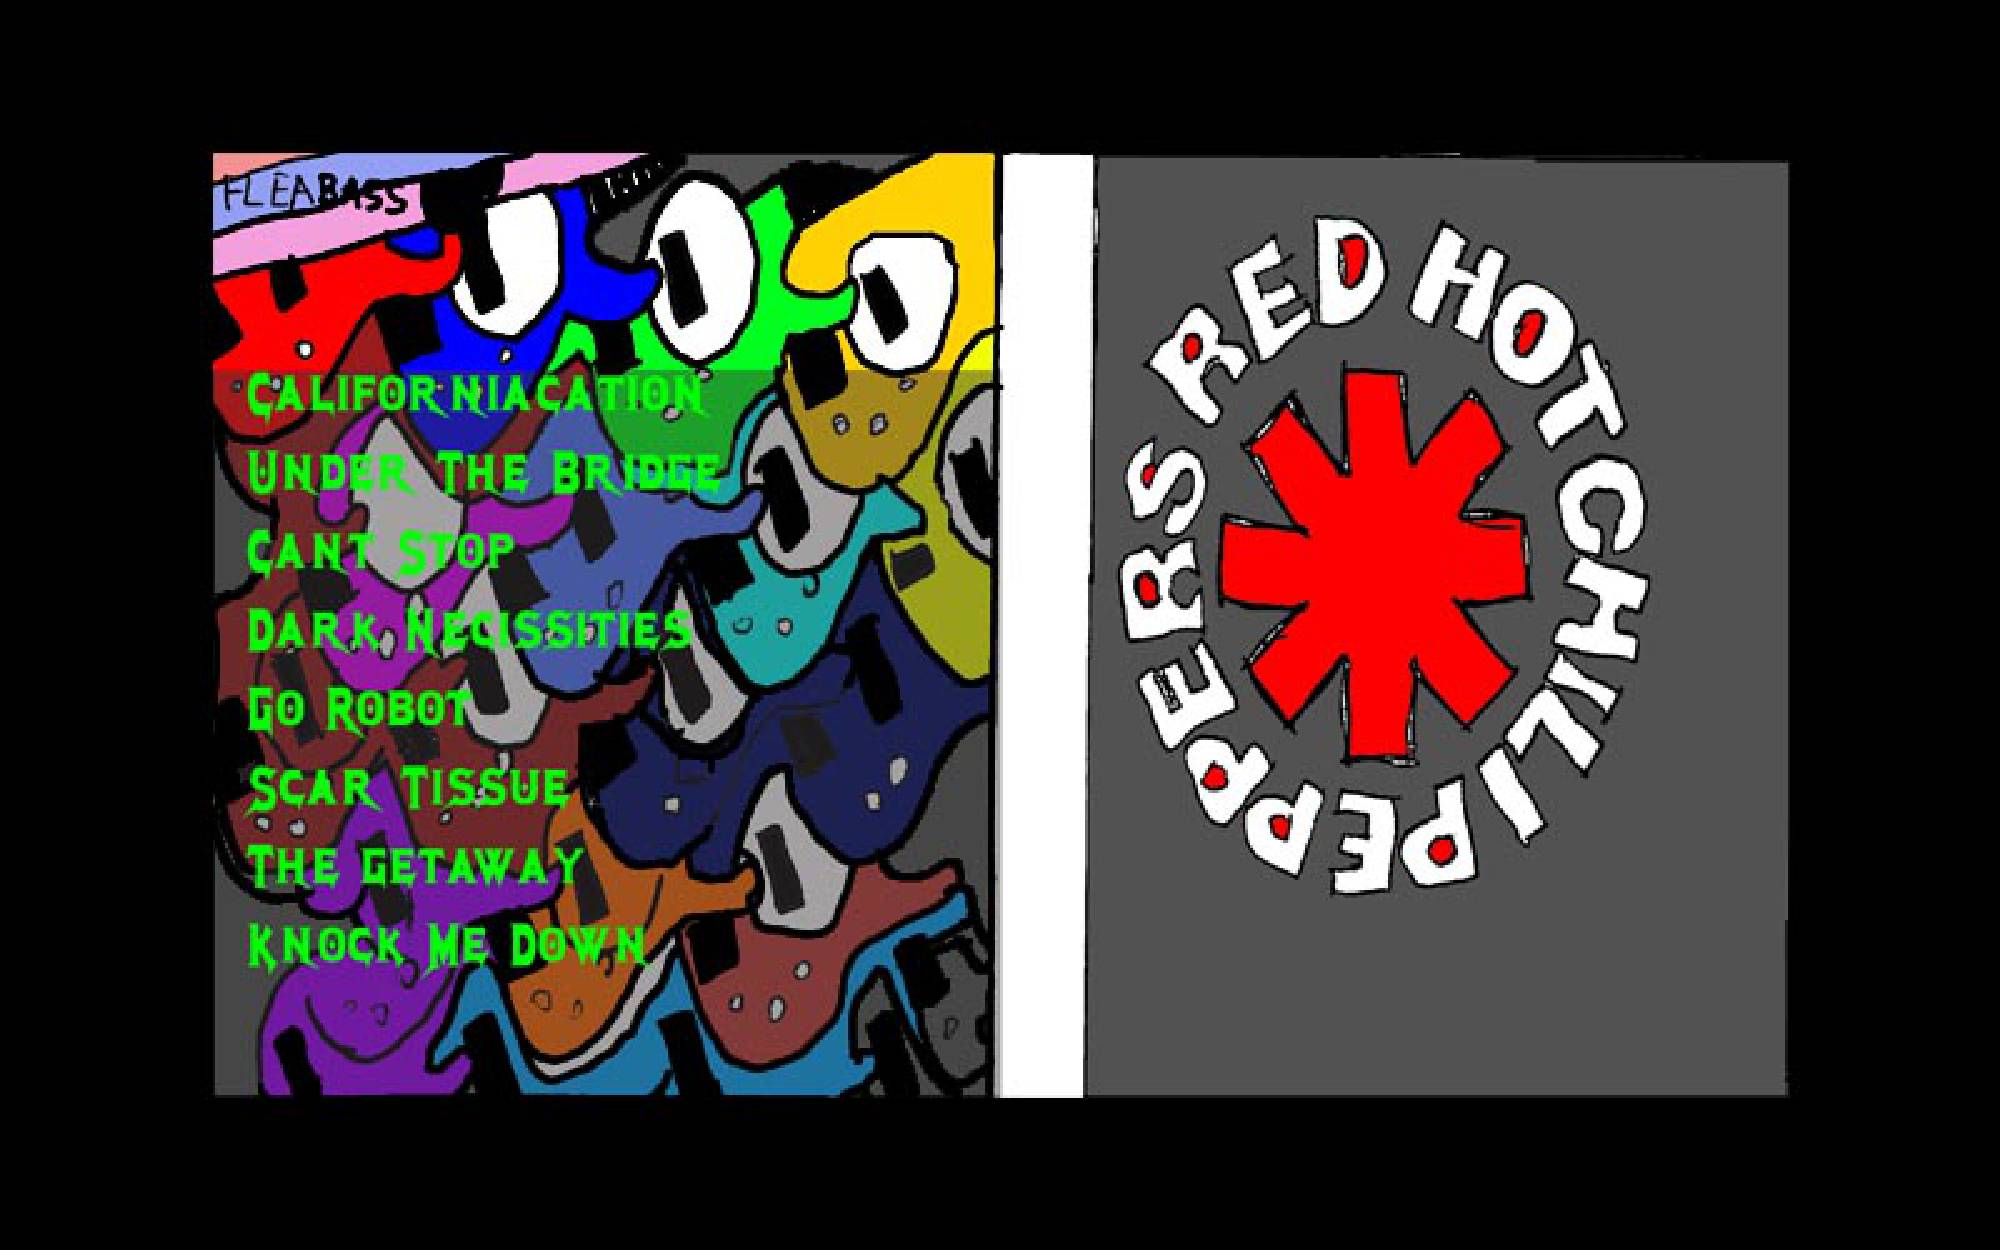 FLEABASS
CALIFORNIACATION
UNDER THE BRIDGE
CANT STOP
DARK NECISSITIES
GO ROBOT
SCAR TISSUE
THE GETAWAY
KNOCK ME DOWN
RED HOT CHILI PEPPERS